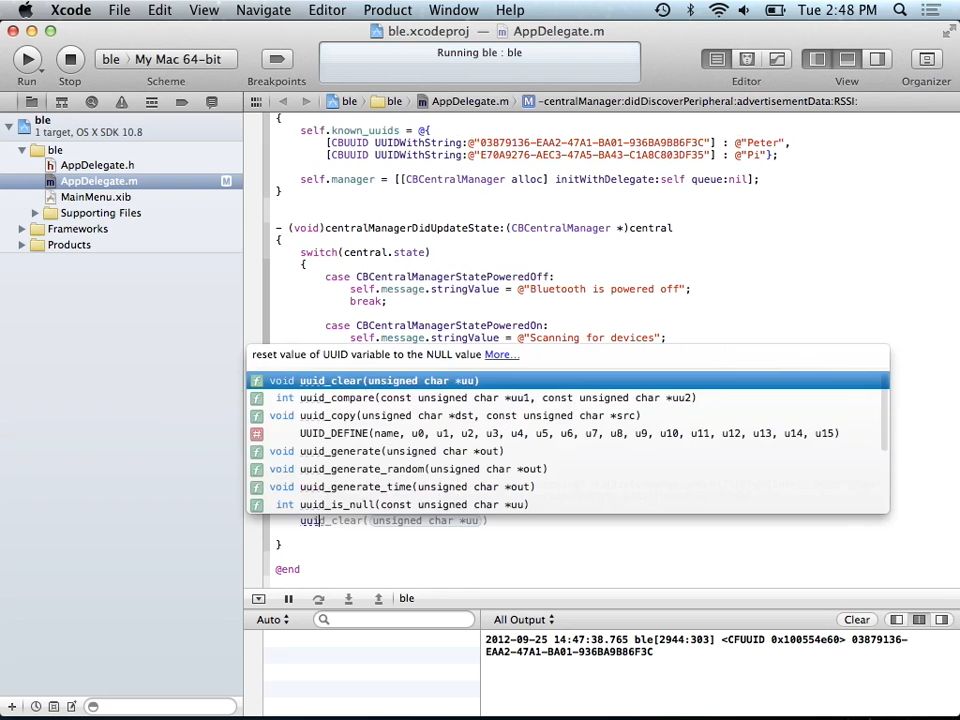 Xcode File Edit View Navigate Editor Product Window Help Tue 2:48 PM
ble.xcodeproj — AppDelegate.m
Running ble : ble
ble My Mac 64-bit
Run Stop Scheme Breakpoints Editor View Organizer
ble ble AppDelegate.m -centralManager:didDiscoverPeripheral:advertisementData:RSSI:
ble
1 target, OS X SDK 10.8
ble
AppDelegate.h
AppDelegate.m M
MainMenu.xib
Supporting Files
Frameworks
Products
{
self.known_uuids = @{
[CBUUID UUIDWithString:@"03879136-EAA2-47A1-BA01-936BA9B86F3C"] : @"Peter",
[CBUUID UUIDWithString:@"E70A9276-AEC3-47A5-BA43-C1A8C803DF35"] : @"Pi"};
self.manager = [[CBCentralManager alloc] initWithDelegate:self queue:nil];
}
- (void)centralManagerDidUpdateState:(CBCentralManager *)central
{
switch(central.state)
{
case CBCentralManagerStatePoweredOff:
self.message.stringValue = @"Bluetooth is powered off";
break;
case CBCentralManagerStatePoweredOn:
self.message.stringValue = @"Scanning for devices";
reset value of UUID variable to the NULL value More...
f void uuid_clear(unsigned char *uu)
f int uuid_compare(const unsigned char *uu1, const unsigned char *uu2)
f void uuid_copy(unsigned char *dst, const unsigned char *src)
# UUID_DEFINE(name, u0, u1, u2, u3, u4, u5, u6, u7, u8, u9, u10, u11, u12, u13, u14, u15)
f void uuid_generate(unsigned char *out)
f void uuid_generate_random(unsigned char *out)
f void uuid_generate_time(unsigned char *out)
f int uuid_is_null(const unsigned char *uu)
uuid_clear(unsigned char *uu)
}
@end
ble
Auto All Output Clear
2012-09-25 14:47:38.765 ble[2944:303] <CFUUID 0x100554e60> 03879136-
EAA2-47A1-BA01-936BA9B86F3C